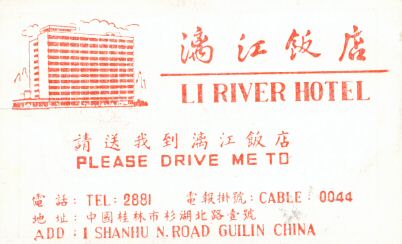 漓江飯店
LI RIVER HOTEL
請送我到漓江飯店
PLEASE DRIVE ME TO
電話: TEL: 2881 電報掛號: CABLE: 0044
地址: 中國桂林市杉湖北路壹號
ADD: 1 SHANHU N. ROAD GUILIN CHINA